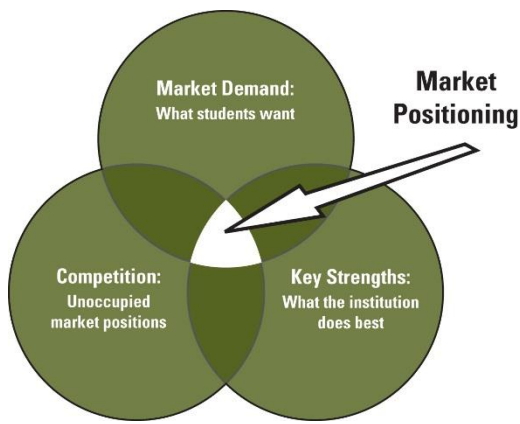 Market Demand:
What students want
Market
Positioning
Competition:
Unoccupied
market positions
Key Strengths:
What the institution
does best